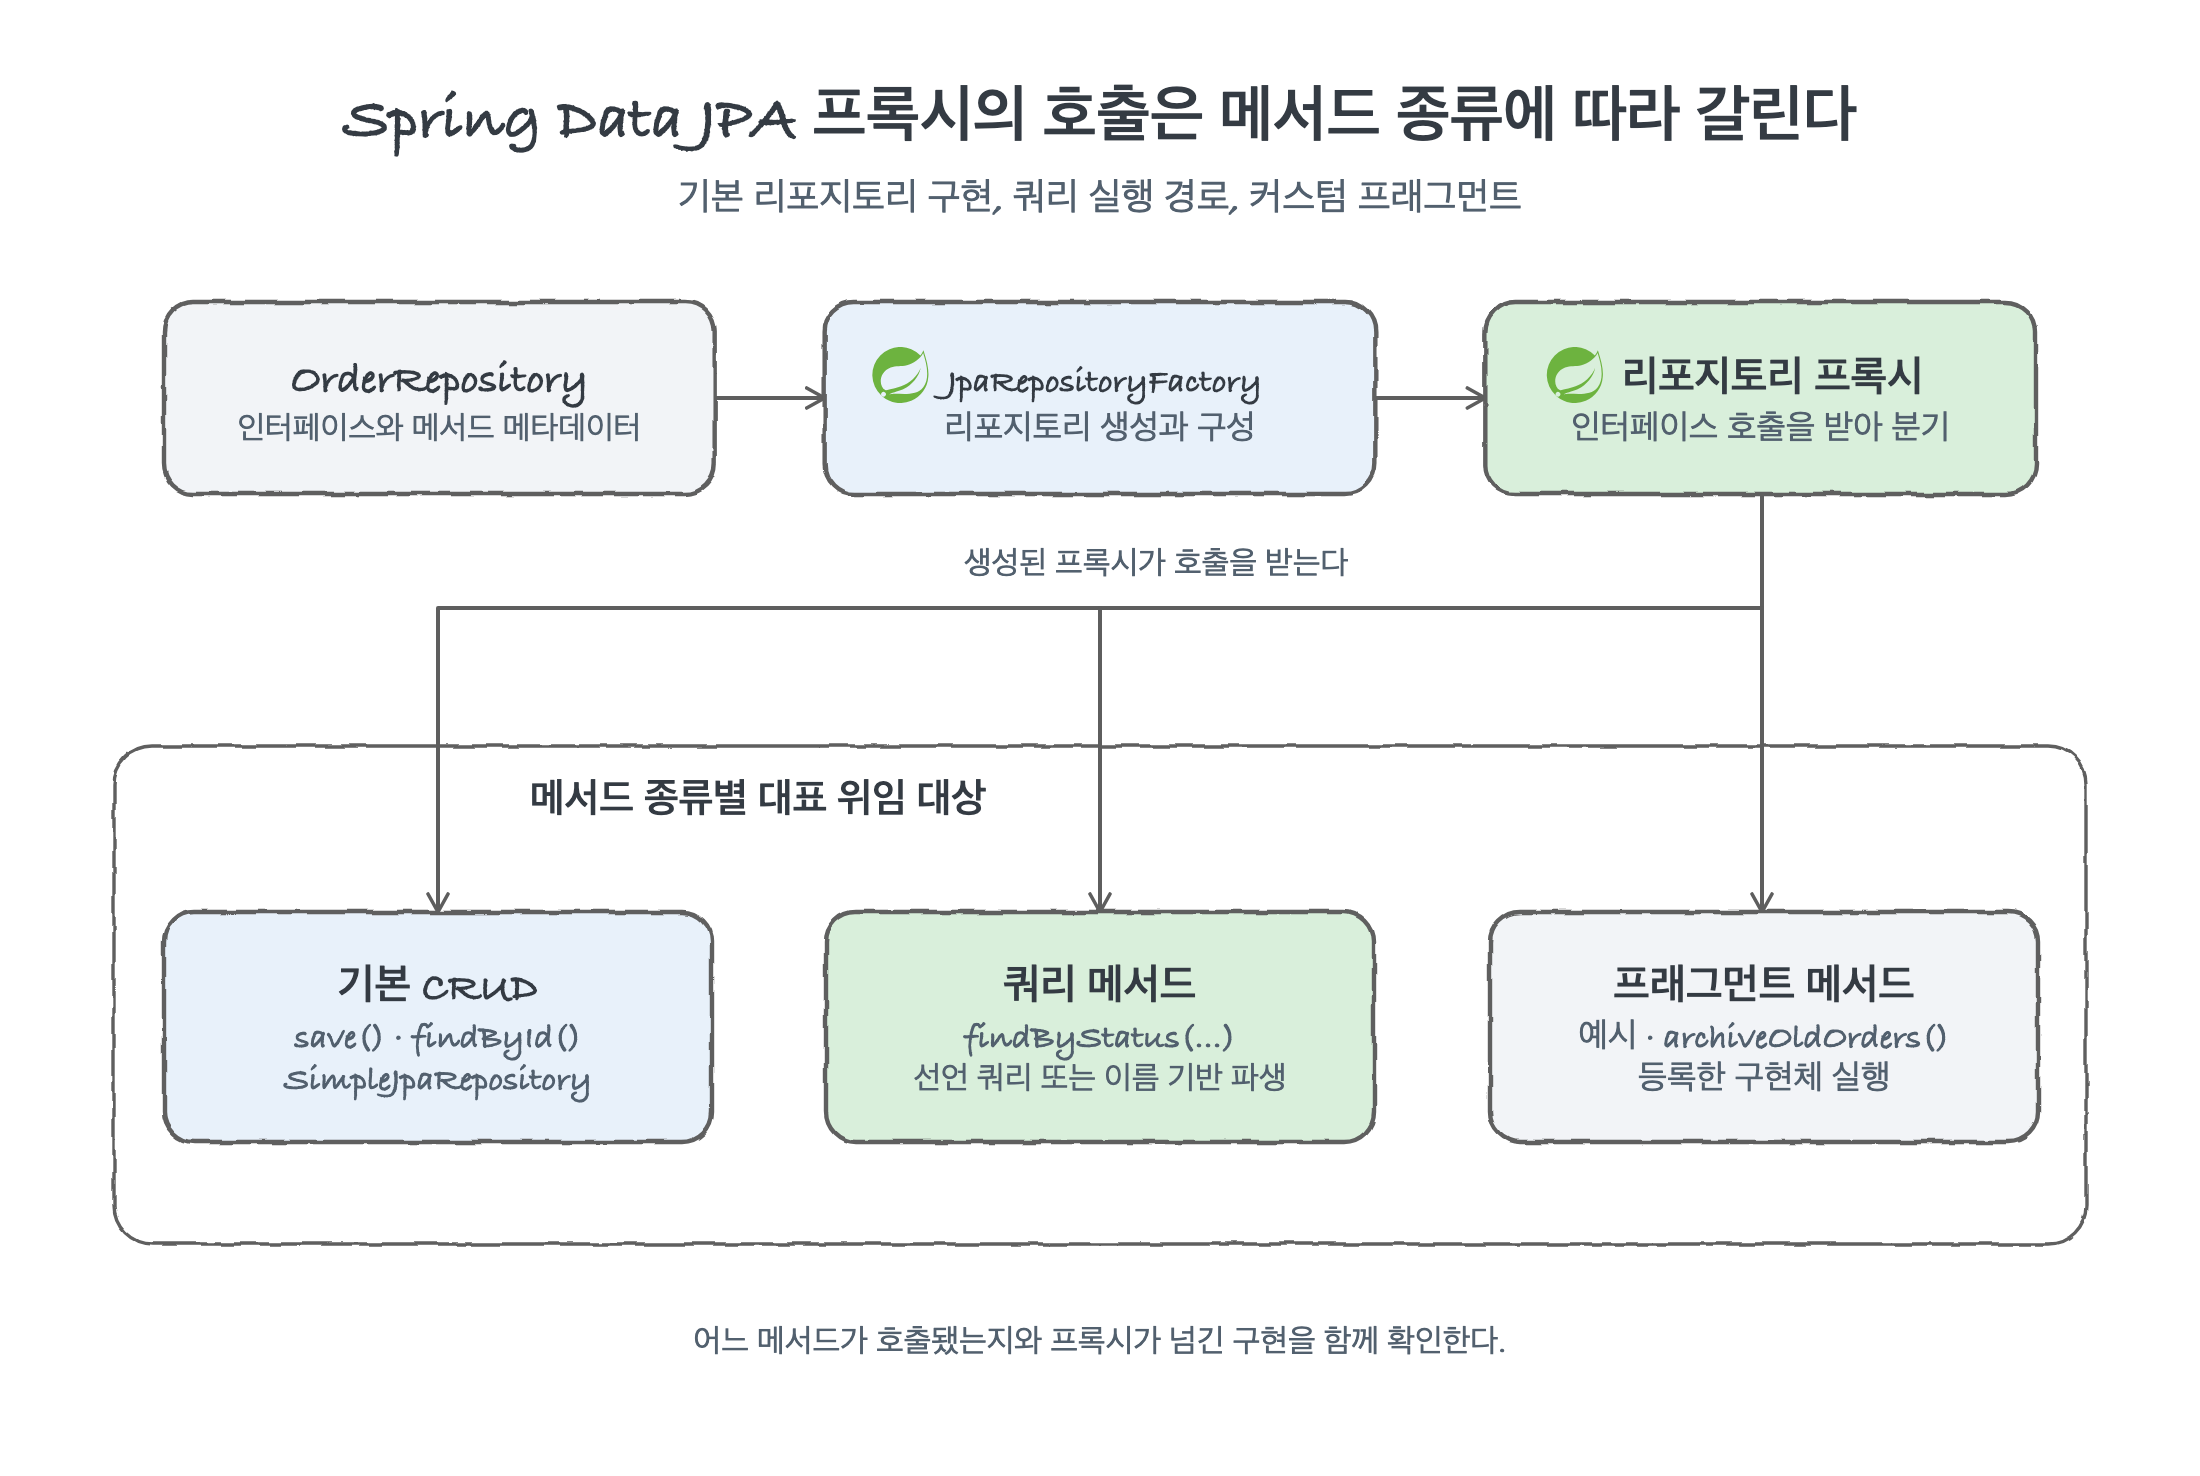 Spring Data JPA 프록시의 호출은 메서드 종류에 따라 갈린다
기본 리포지토리 구현, 쿼리 실행 경로, 커스텀 프래그먼트
OrderRepository
인터페이스와 메서드 메타데이터
JpaRepositoryFactory
리포지토리 생성과 구성
리포지토리 프록시
인터페이스 호출을 받아 분기
생성된 프록시가 호출을 받는다
메서드 종류별 대표 위임 대상
기본 CRUD
save() · findById()
SimpleJpaRepository
쿼리 메서드
findByStatus(...)
선언 쿼리 또는 이름 기반 파생
프래그먼트 메서드
예시 · archiveOldOrders()
등록한 구현체 실행
어느 메서드가 호출됐는지와 프록시가 넘긴 구현을 함께 확인한다.